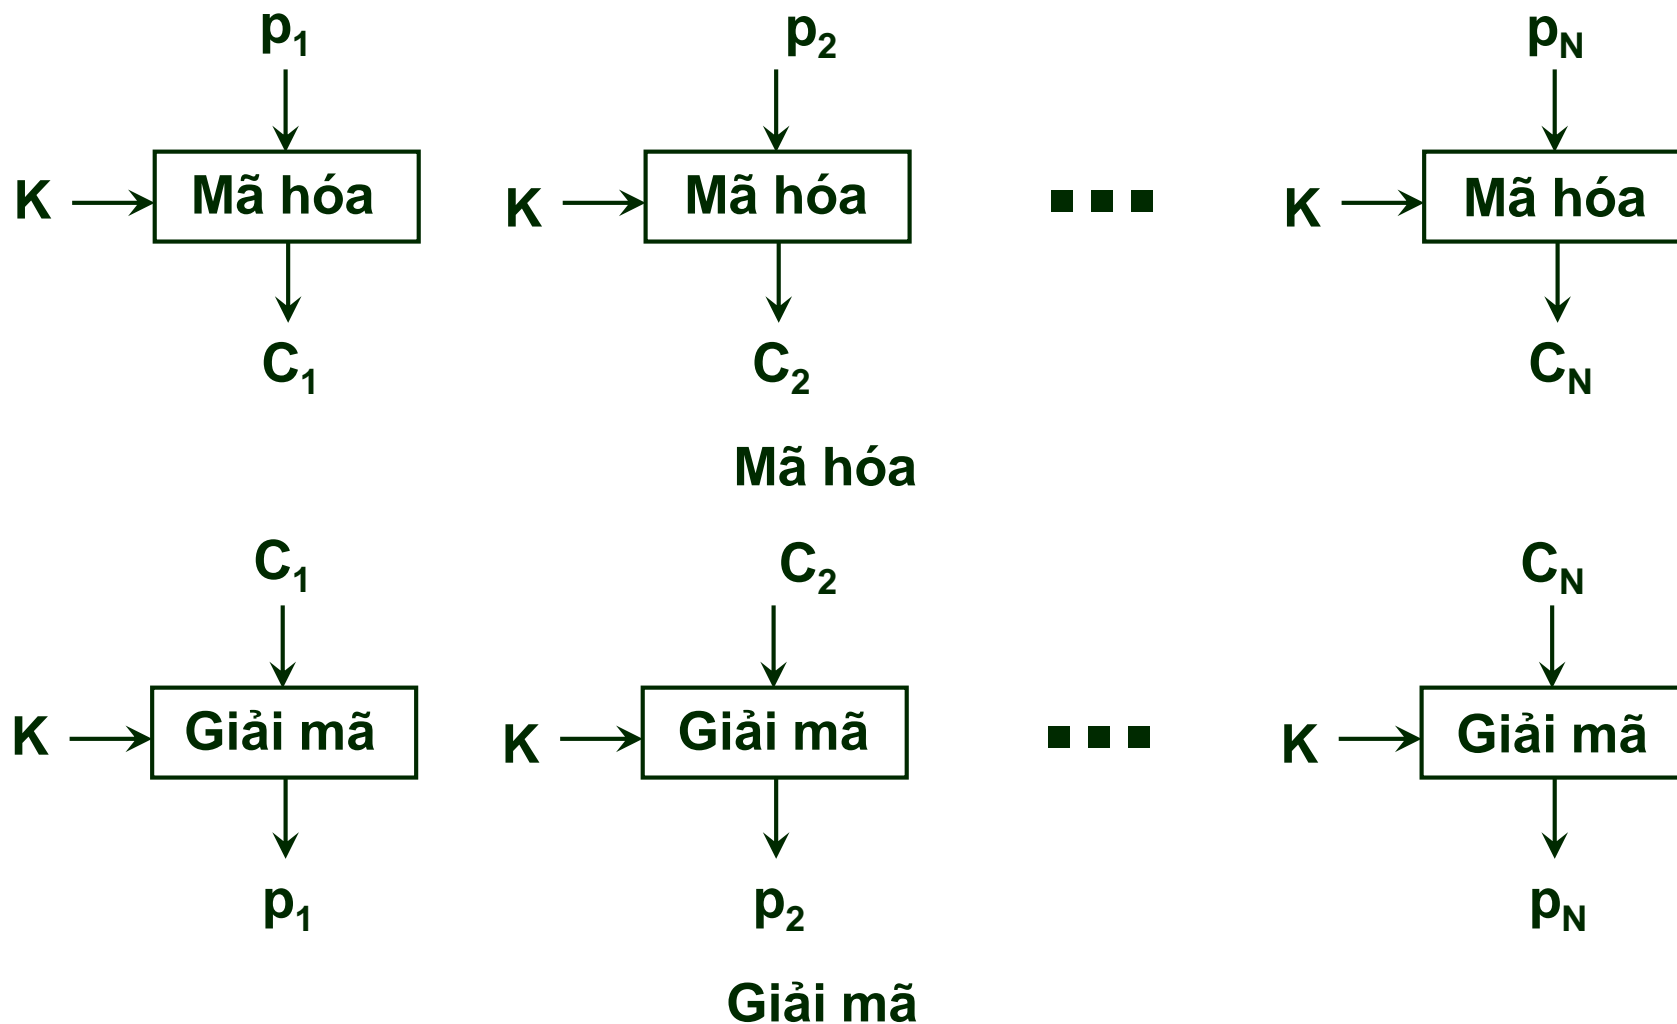 p1 p2 pN
K Mã hóa K Mã hóa K Mã hóa
C1 C2 CN
Mã hóa
C1 C2 CN
K Giải mã K Giải mã K Giải mã
p1 p2 pN
Giải mã